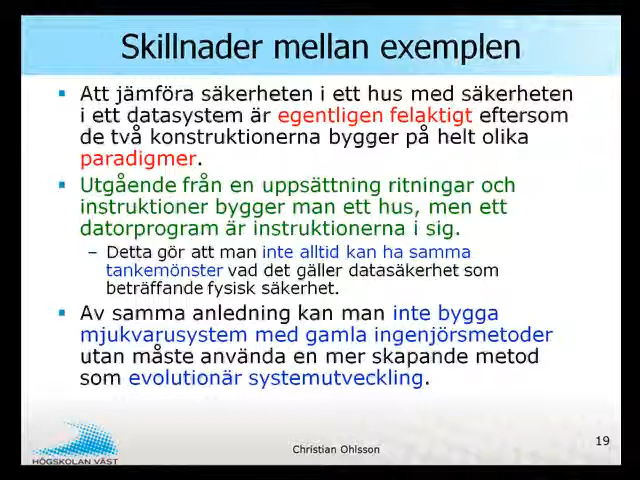 Skillnader mellan exemplen
▪ Att jämföra säkerheten i ett hus med säkerheten
i ett datasystem är egentligen felaktigt eftersom
de två konstruktionerna bygger på helt olika
paradigmer.
▪ Utgående från en uppsättning ritningar och
instruktioner bygger man ett hus, men ett
datorprogram är instruktionerna i sig.
– Detta gör att man inte alltid kan ha samma
tankemönster vad det gäller datasäkerhet som
beträffande fysisk säkerhet.
▪ Av samma anledning kan man inte bygga
mjukvarusystem med gamla ingenjörsmetoder
utan måste använda en mer skapande metod
som evolutionär systemutveckling.
HÖGSKOLAN VÄST
Christian Ohlsson
19